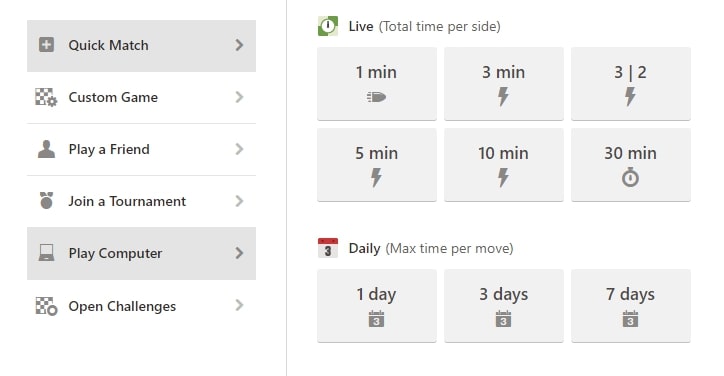 Quick Match
Custom Game
Play a Friend
Join a Tournament
Play Computer
Open Challenges
Live (Total time per side)
1 min
3 min
3 | 2
5 min
10 min
30 min
3 Daily (Max time per move)
1 day
3 days
7 days
3
3
3